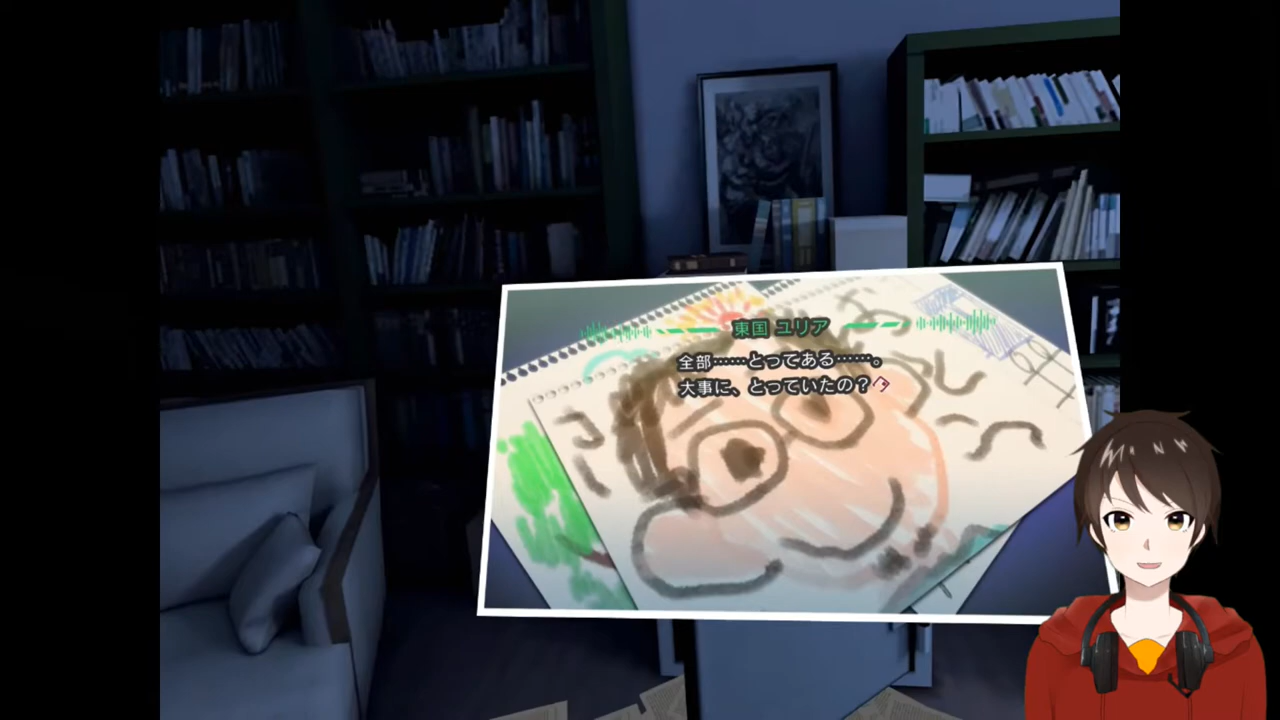 東国 ユリア
全部……とってある……。
大事に、とっていたの？